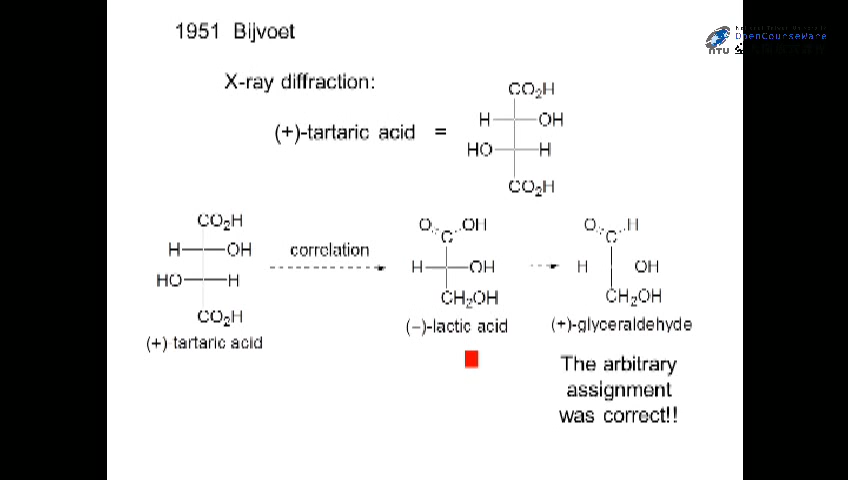 1951 Bijvoet
OpenCourseWare
NTU
X-ray diffraction:
(+)-tartaric acid =
CO₂H
H OH
HO H
CO₂H
CO₂H
H OH
HO H
CO₂H
(+) tartaric acid
correlation
O OH
C
H OH
CH₂OH
(−)-lactic acid
O H
C
H OH
CH₂OH
(+)-glyceraldehyde
The arbitrary
assignment
was correct!!